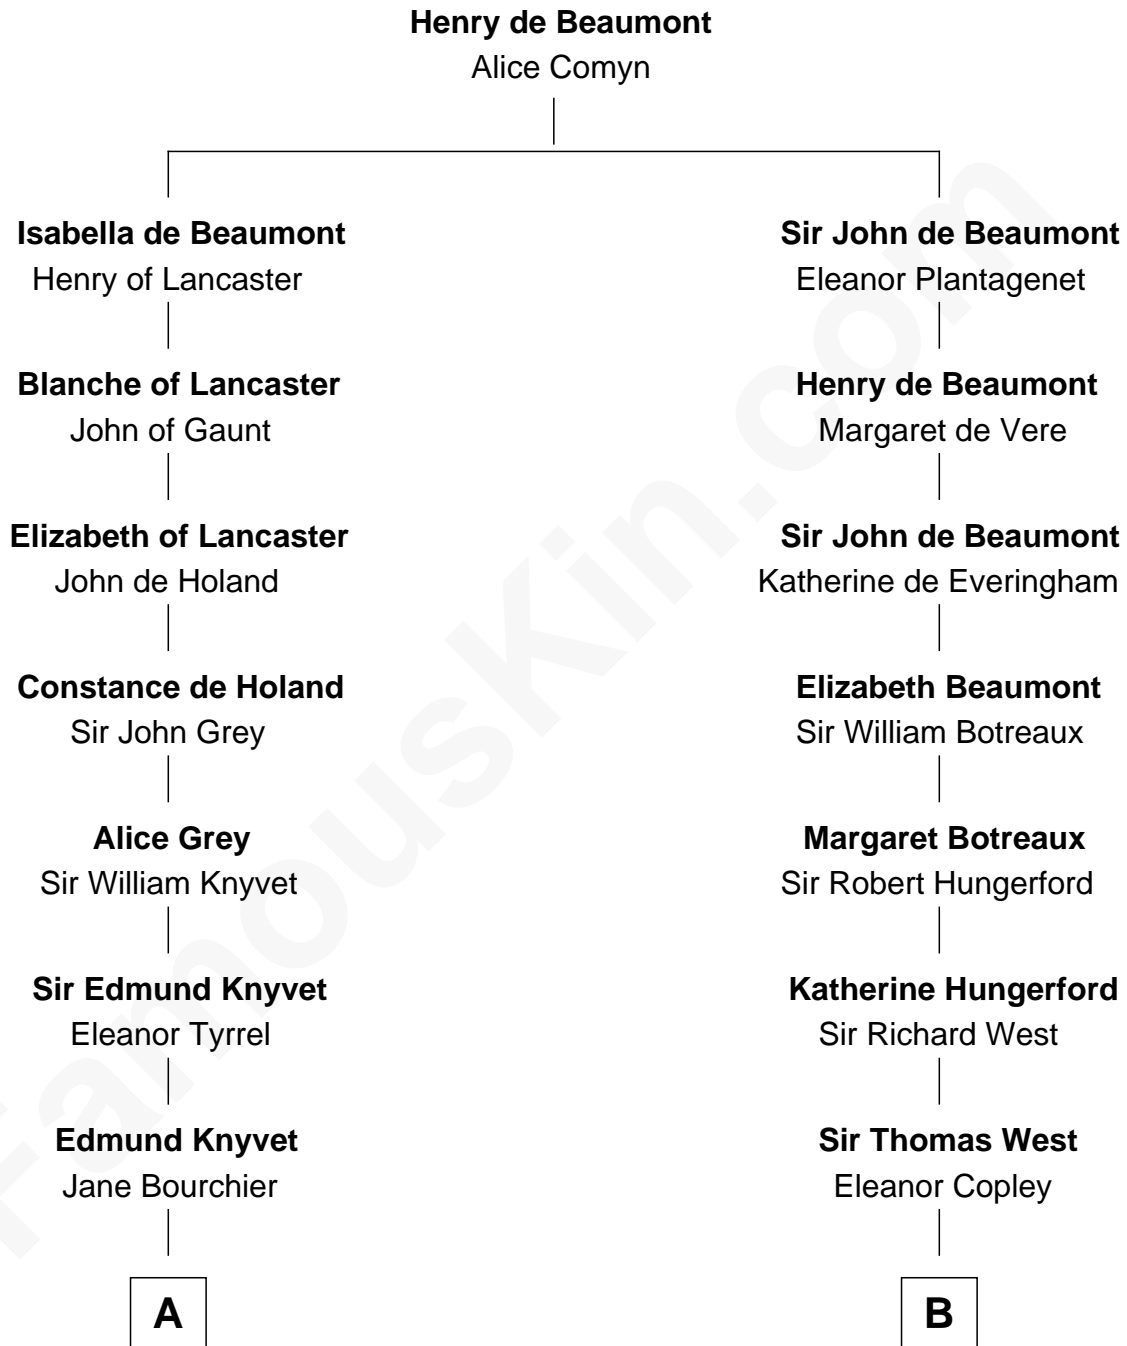 Henry de Beaumont
Alice Comyn
Isabella de Beaumont
Henry of Lancaster
Sir John de Beaumont
Eleanor Plantagenet
Blanche of Lancaster
John of Gaunt
Henry de Beaumont
Margaret de Vere
Elizabeth of Lancaster
John de Holand
Sir John de Beaumont
Katherine de Everingham
Constance de Holand
Sir John Grey
Elizabeth Beaumont
Sir William Botreaux
Alice Grey
Sir William Knyvet
Margaret Botreaux
Sir Robert Hungerford
Sir Edmund Knyvet
Eleanor Tyrrel
Katherine Hungerford
Sir Richard West
Edmund Knyvet
Jane Bourchier
Sir Thomas West
Eleanor Copley
A
B
FamousKin.com